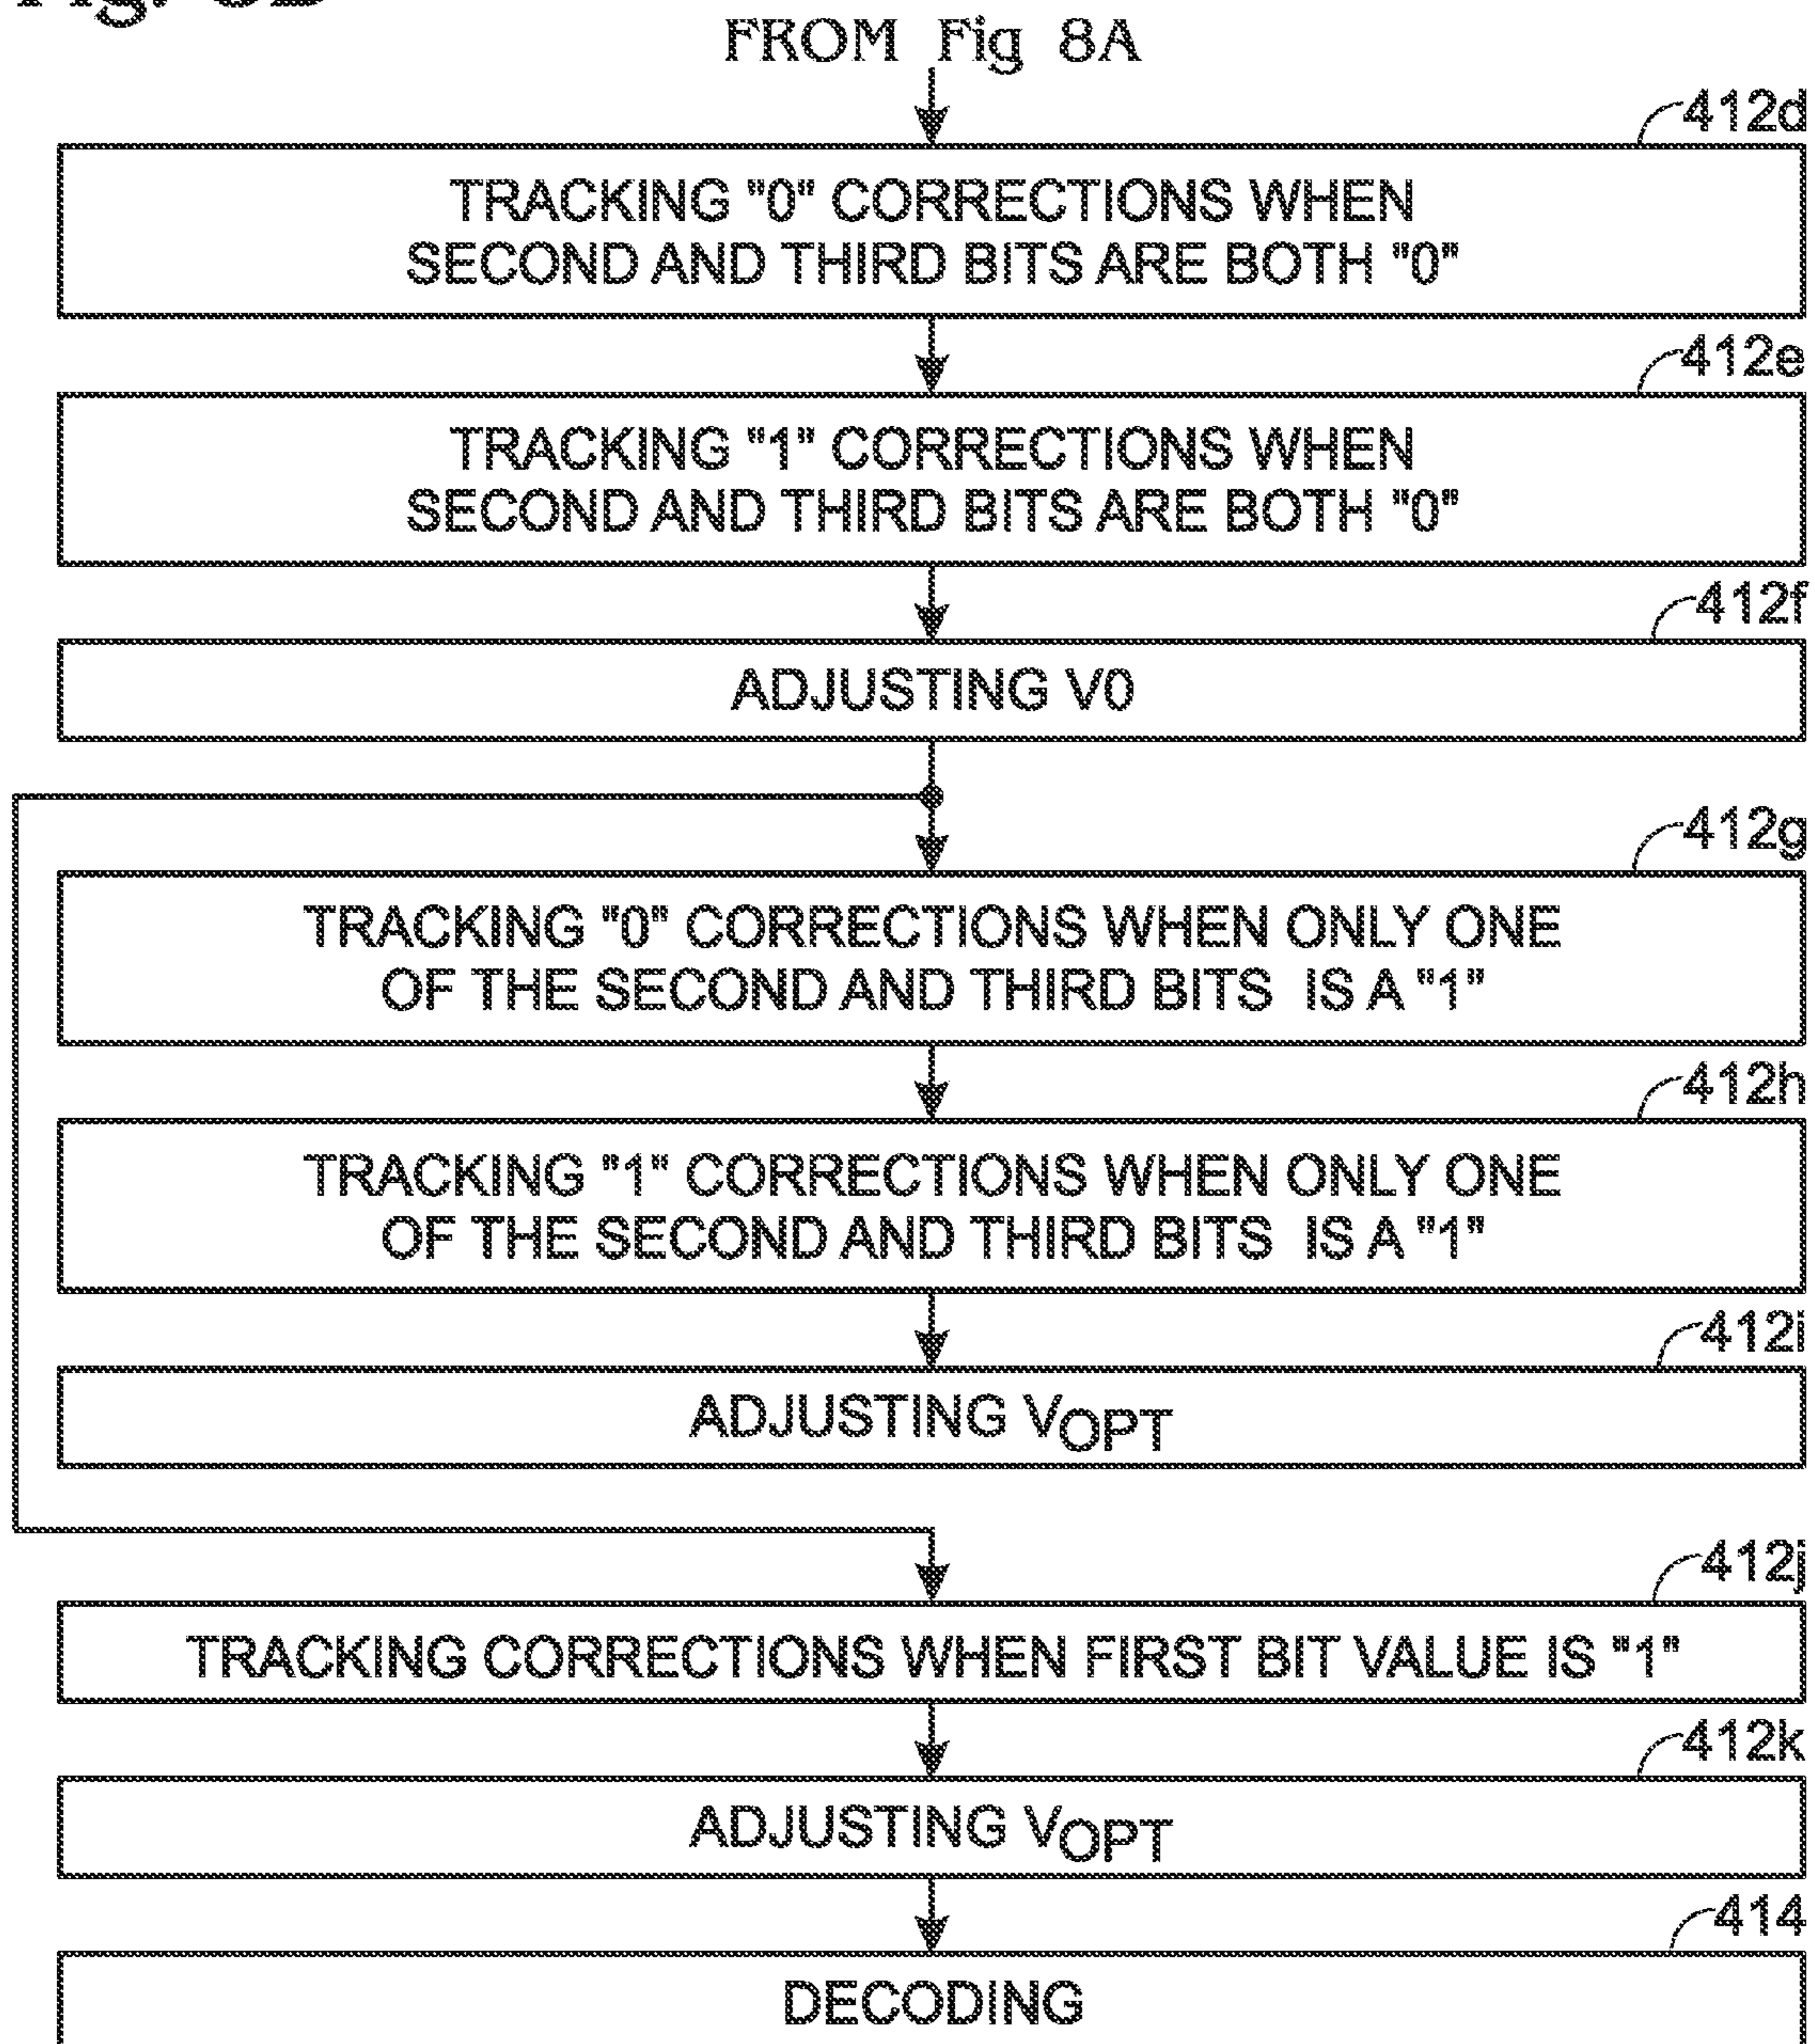 FROM Fig 8A
412d
TRACKING "0" CORRECTIONS WHEN
SECOND AND THIRD BITS ARE BOTH "0"
412e
TRACKING "1" CORRECTIONS WHEN
SECOND AND THIRD BITS ARE BOTH "0"
412f
ADJUSTING V0
412g
TRACKING "0" CORRECTIONS WHEN ONLY ONE
OF THE SECOND AND THIRD BITS IS A "1"
412h
TRACKING "1" CORRECTIONS WHEN ONLY ONE
OF THE SECOND AND THIRD BITS IS A "1"
412i
ADJUSTING VOPT
412j
TRACKING CORRECTIONS WHEN FIRST BIT VALUE IS "1"
412k
ADJUSTING VOPT
414
DECODING